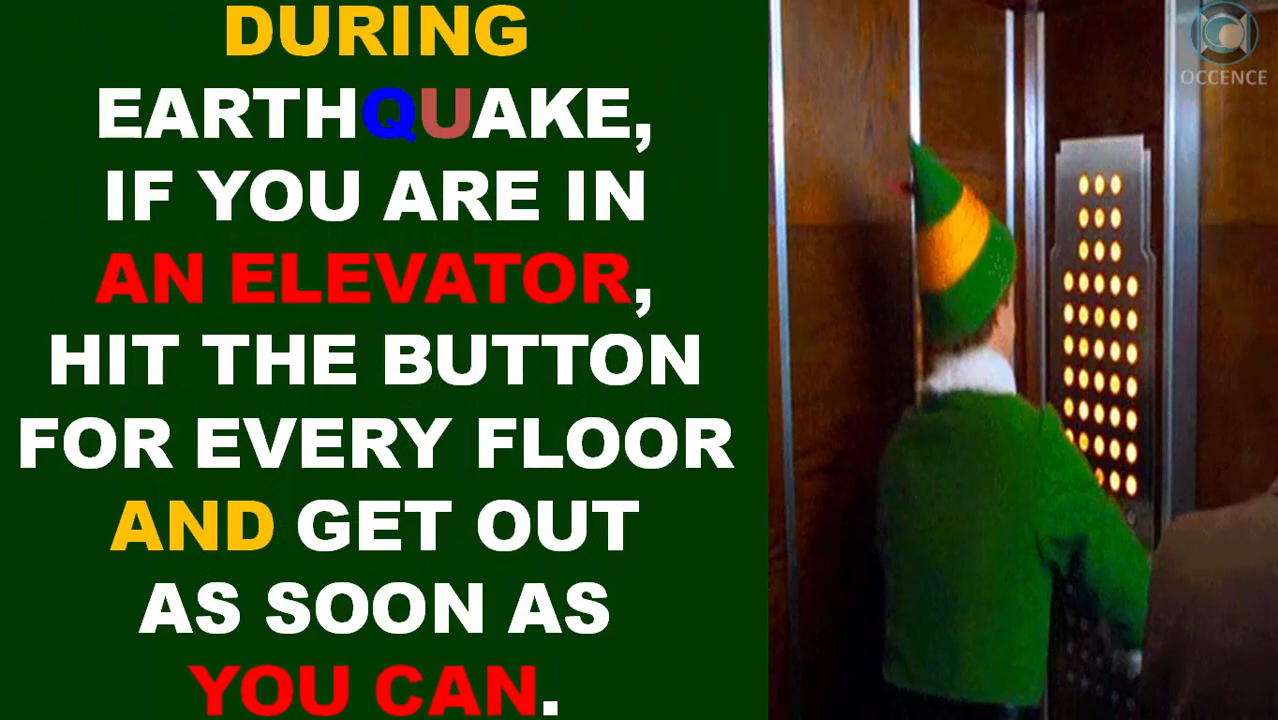 DURING
EARTHQUAKE,
IF YOU ARE IN
AN ELEVATOR,
HIT THE BUTTON
FOR EVERY FLOOR
AND GET OUT
AS SOON AS
YOU CAN.
OCCENCE